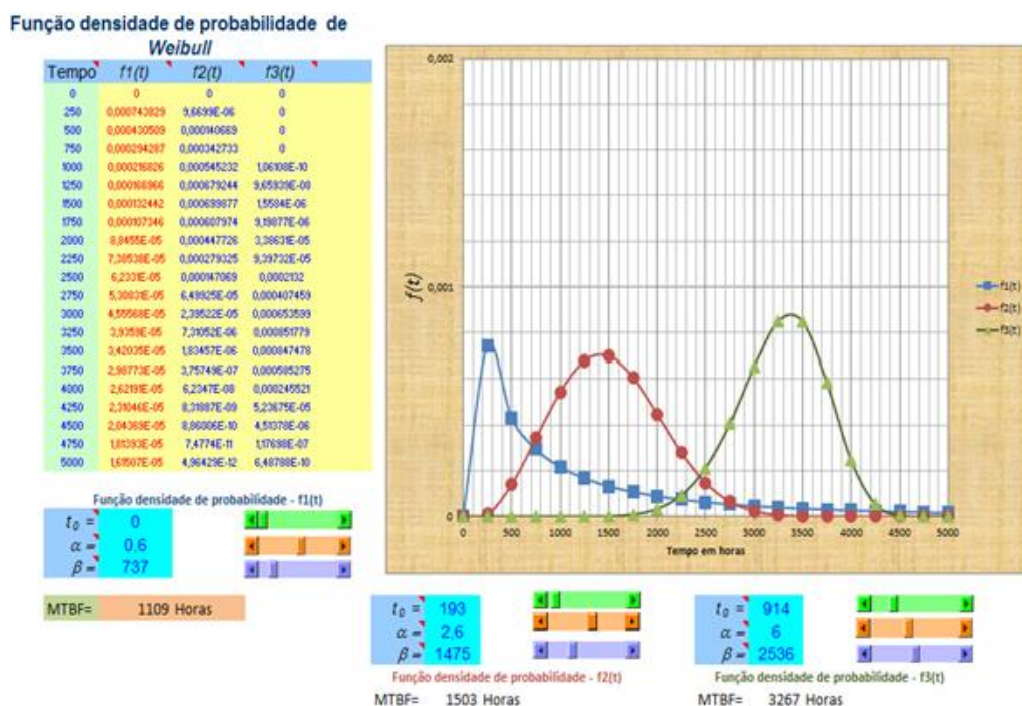 Função densidade de probabilidade de
Weibull
Tempo f1(t) f2(t) f3(t)
0 0 0 0
250 0,000743829 9,6699E-06 0
500 0,000430509 0,000140669 0
750 0,000294287 0,000342733 0
1000 0,000216826 0,000545232 1,06108E-10
1250 0,000166966 0,000679244 9,65939E-08
1500 0,000132442 0,000699877 1,5584E-06
1750 0,000107346 0,000607974 9,19877E-06
2000 8,8455E-05 0,000447726 3,38631E-05
2250 7,38538E-05 0,000279325 9,39732E-05
2500 6,2331E-05 0,000147069 0,0002132
2750 5,30831E-05 6,49925E-05 0,000407459
3000 4,55568E-05 2,39522E-05 0,000653599
3250 3,9359E-05 7,31052E-06 0,000851779
3500 3,42035E-05 1,83457E-06 0,000847478
3750 2,98773E-05 3,75749E-07 0,000585275
4000 2,62191E-05 6,2347E-08 0,000245521
4250 2,31046E-05 8,31887E-09 5,23675E-05
4500 2,04369E-05 8,86006E-10 4,51378E-06
4750 1,81393E-05 7,4774E-11 1,17698E-07
5000 1,61507E-05 4,96429E-12 6,48788E-10
Função densidade de probabilidade - f1(t)
t0 = 0
α = 0,6
β = 737
MTBF= 1109 Horas
0,002
0,001
0
f(t)
0 500 1000 1500 2000 2500 3000 3500 4000 4500 5000
Tempo em horas
f1(t)
f2(t)
f3(t)
t0 = 193
α = 2,6
β = 1475
Função densidade de probabilidade - f2(t)
MTBF= 1503 Horas
t0 = 914
α = 6
β = 2536
Função densidade de probabilidade - f3(t)
MTBF= 3267 Horas